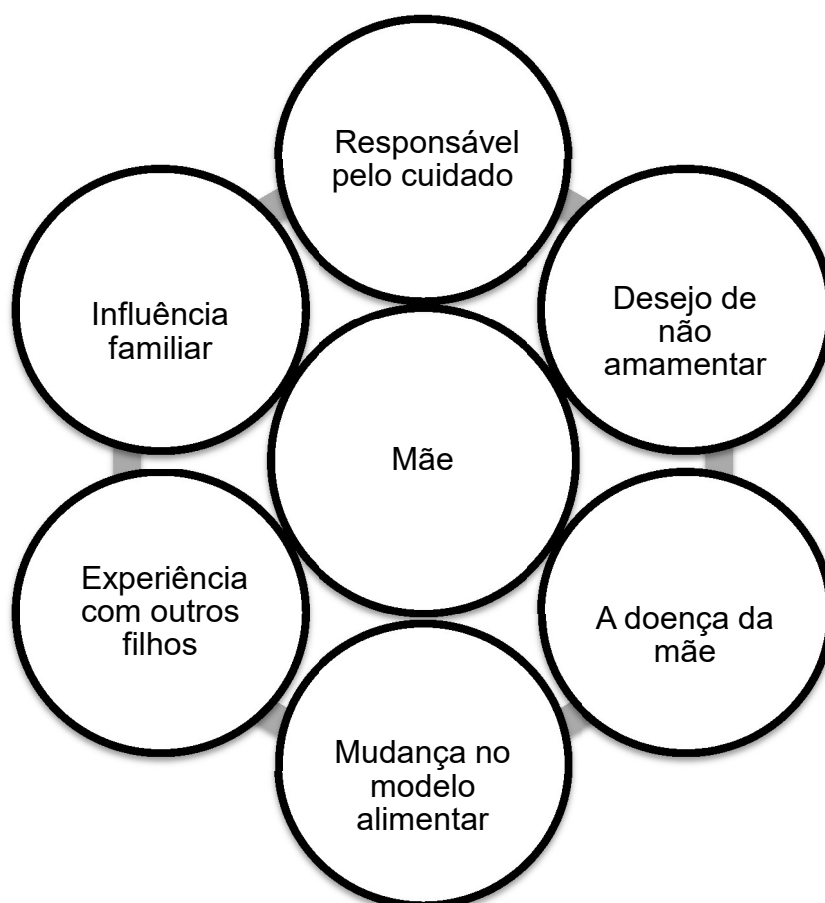 Responsável
pelo cuidado
Desejo de
não
amamentar
A doença da
mãe
Mudança no
modelo
alimentar
Experiência
com outros
filhos
Influência
familiar
Mãe